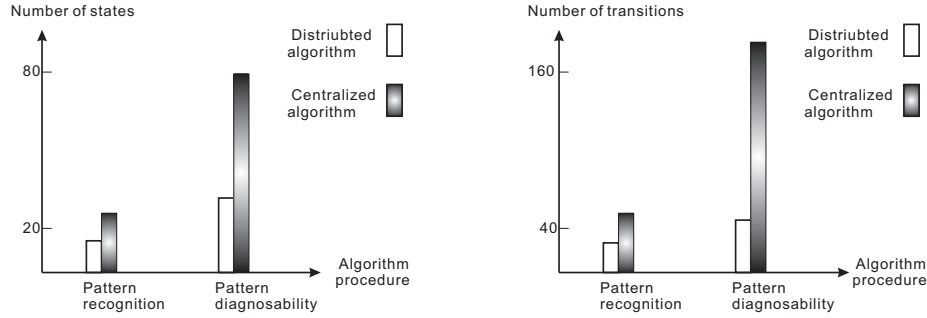 Number of states
Distriubted
algorithm
80
Centralized
algorithm
20
Algorithm
procedure
Pattern
recognition
Pattern
diagnosability
Number of transitions
Distriubted
algorithm
160
Centralized
algorithm
40
Algorithm
procedure
Pattern
recognition
Pattern
diagnosability